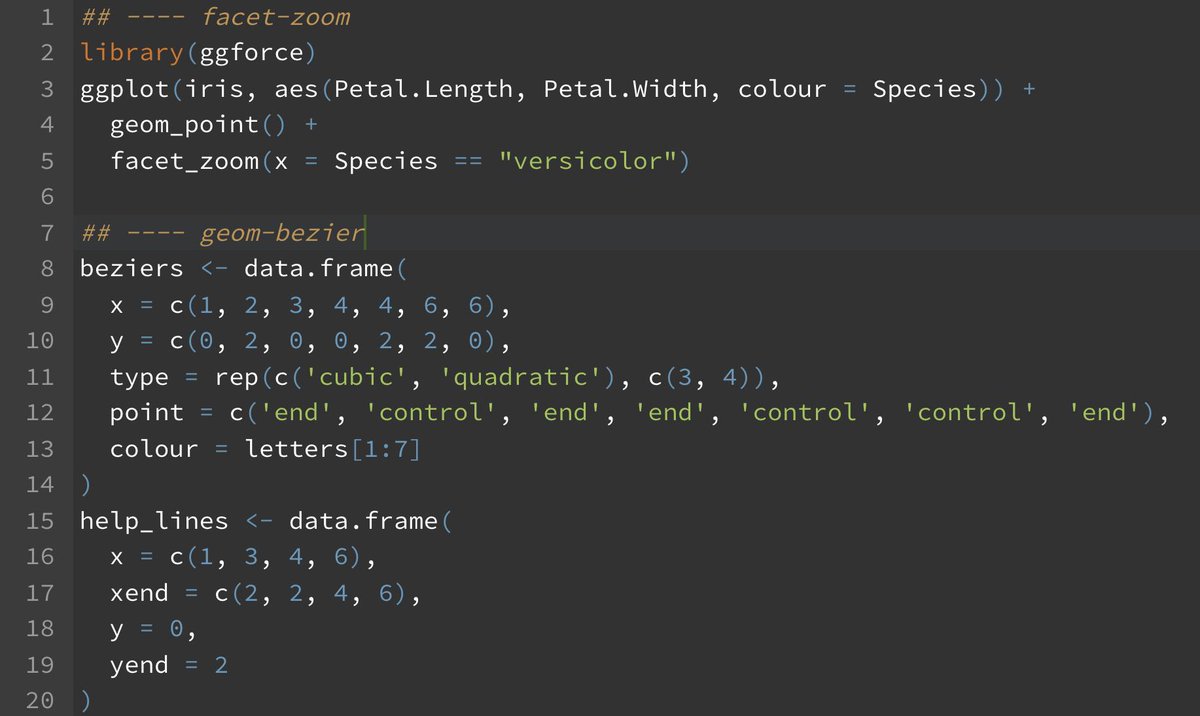 1 ## ---- facet-zoom
2 library(ggforce)
3 ggplot(iris, aes(Petal.Length, Petal.Width, colour = Species)) +
4   geom_point() +
5   facet_zoom(x = Species == "versicolor")
6
7 ## ---- geom-bezier
8 beziers <- data.frame(
9   x = c(1, 2, 3, 4, 4, 6, 6),
10   y = c(0, 2, 0, 0, 2, 2, 0),
11   type = rep(c('cubic', 'quadratic'), c(3, 4)),
12   point = c('end', 'control', 'end', 'end', 'control', 'control', 'end'),
13   colour = letters[1:7]
14 )
15 help_lines <- data.frame(
16   x = c(1, 3, 4, 6),
17   xend = c(2, 2, 4, 6),
18   y = 0,
19   yend = 2
20 )